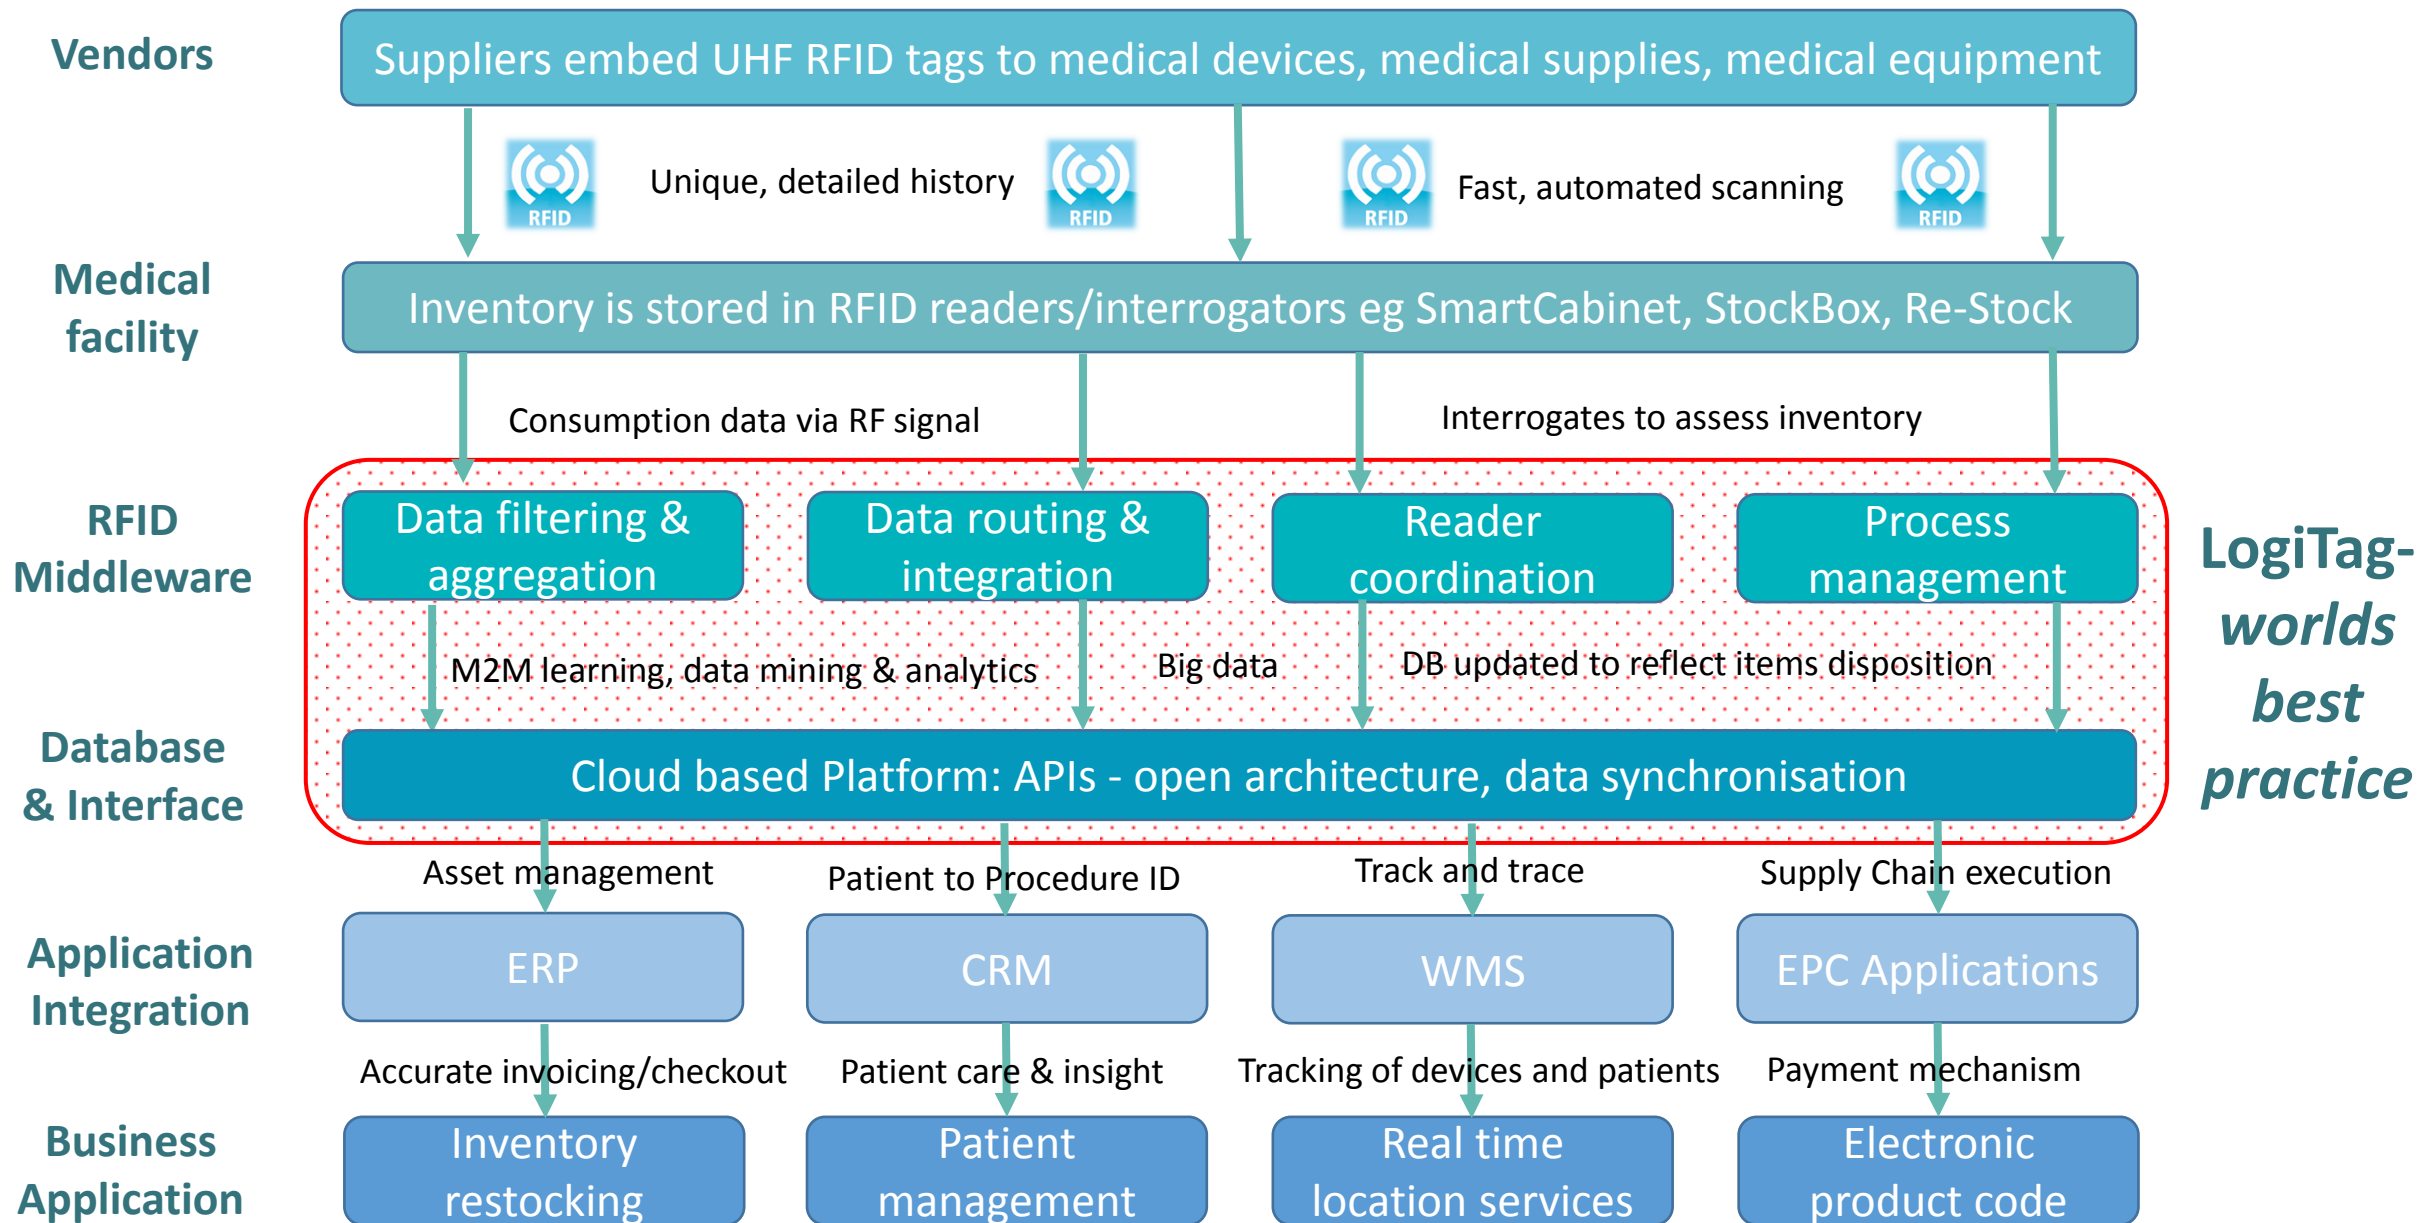 Vendors
Suppliers embed UHF RFID tags to medical devices, medical supplies, medical equipment
RFID
Unique, detailed history
RFID
RFID
Fast, automated scanning
RFID
Medical
facility
Inventory is stored in RFID readers/interrogators eg SmartCabinet, StockBox, Re-Stock
Consumption data via RF signal
Interrogates to assess inventory
RFID
Middleware
Data filtering &
aggregation
Data routing &
integration
Reader
coordination
Process
management
M2M learning, data mining & analytics
Big data
DB updated to reflect items disposition
LogiTag-
worlds
best
practice
Database
& Interface
Cloud based Platform: APIs - open architecture, data synchronisation
Asset management
Patient to Procedure ID
Track and trace
Supply Chain execution
Application
Integration
ERP
CRM
WMS
EPC Applications
Accurate invoicing/checkout
Patient care & insight
Tracking of devices and patients
Payment mechanism
Business
Application
Inventory
restocking
Patient
management
Real time
location services
Electronic
product code